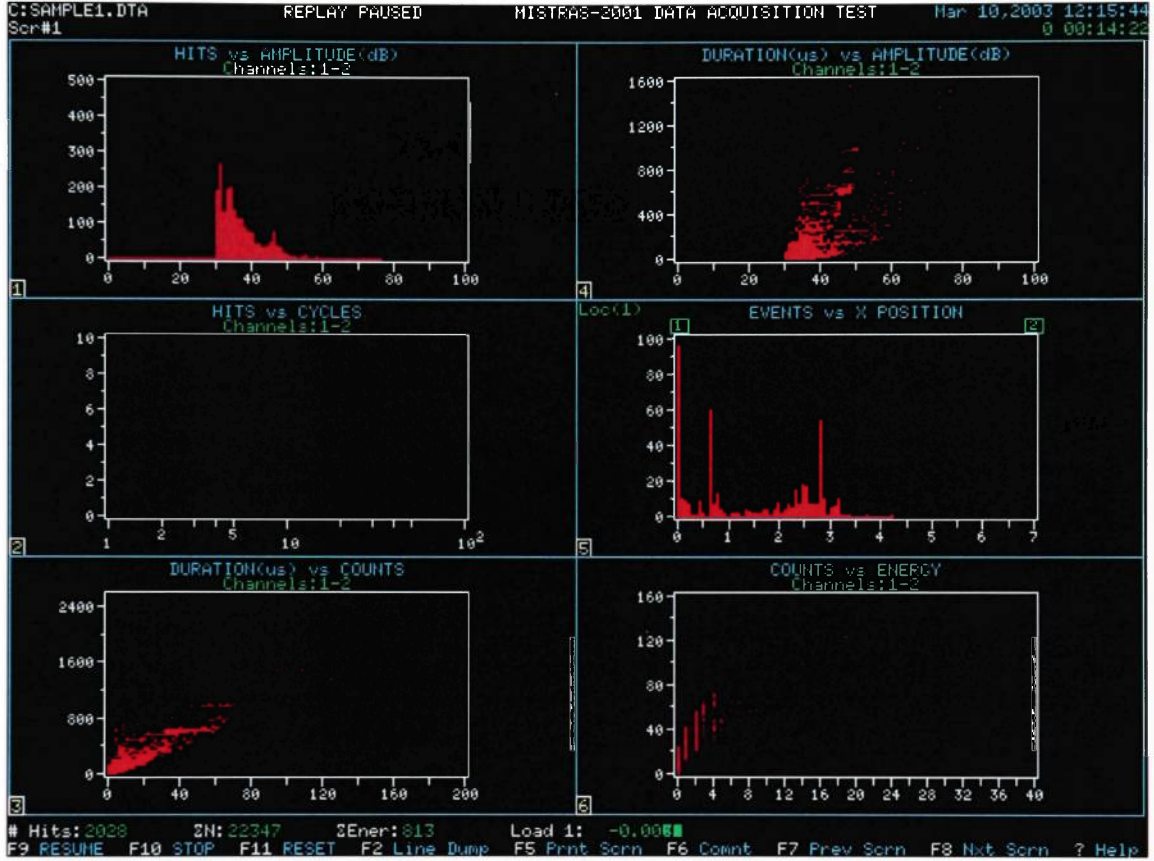 C:SAMPLE1.DTA REPLAY PAUSED MISTRAS-2001 DATA ACQUISITION TEST Mar 10,2003 12:15:44
Scr#1 0 00:14:22
HITS vs AMPLITUDE(dB)
Channels:1-2
500
400
300
200
100
0
0 20 40 60 80 100
1
DURATION(us) vs AMPLITUDE(dB)
Channels:1-2
1600
1200
800
400
0
0 20 40 60 80 100
4
HITS vs CYCLES
Channels:1-2
10
8
6
4
2
0
1 2 5 10 10²
2
Loc(1) EVENTS vs X POSITION
1 2
100
80
60
40
20
0
0 1 2 3 4 5 6 7
5
DURATION(us) vs COUNTS
Channels:1-2
2400
1600
800
0
0 40 80 120 160 200
3
COUNTS vs ENERGY
Channels:1-2
160
120
80
40
0
0 4 8 12 16 20 24 28 32 36 40
6
# Hits:2028 ΣN:22347 ΣEner:813 Load 1: -0.00
F9 RESUME F10 STOP F11 RESET F2 Line Dump F5 Prnt Scrn F6 Comnt F7 Prev Scrn F8 Nxt Scrn ? Help